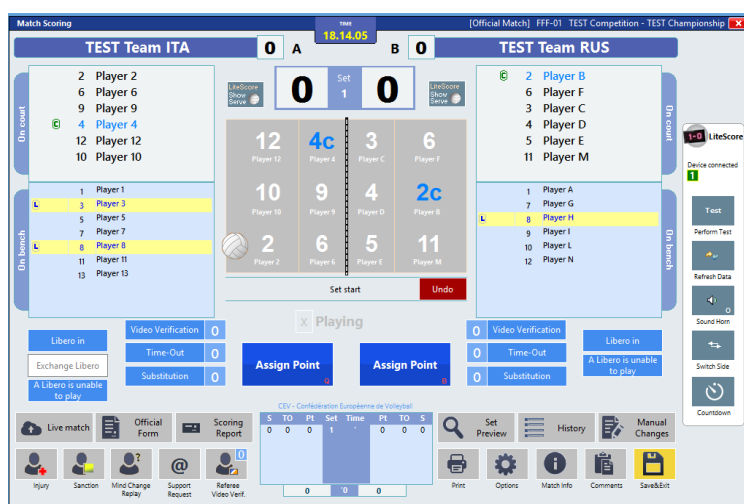 Match Scoring
TIME
18.14.05
[Official Match] FFF-01 TEST Competition - TEST Championship
TEST Team ITA
0 A
B 0
TEST Team RUS
On court
2 Player 2
6 Player 6
9 Player 9
C 4 Player 4
12 Player 12
10 Player 10
LiteScore
Show
Serve
0
Set
1
0
LiteScore
Show
Serve
C 2 Player B
6 Player F
3 Player C
4 Player D
5 Player E
11 Player M
On court
12 4c 3 6
Player 12 Player 4 Player C Player F
10 9 4 2c
Player 10 Player 9 Player D Player B
2 6 5 11
Player 2 Player 6 Player E Player M
On bench
1 Player 1
L 3 Player 3
5 Player 5
7 Player 7
L 8 Player 8
11 Player 11
13 Player 13
1 Player A
7 Player G
L 8 Player H
9 Player I
10 Player L
12 Player N
On bench
Set start
Undo
X Playing
Libero in
Exchange Libero
A Libero is unable
to play
Video Verification 0
Time-Out 0
Substitution 0
Assign Point
Q
Assign Point
B
0 Video Verification
0 Time-Out
0 Substitution
Libero in
A Libero is unable
to play
1-0 LiteScore
Device connected
1
Test
Perform Test
Refresh Data
Sound Horn
Switch Side
Countdown
Live match
Official
Form
Scoring
Report
CEV - Confédération Européenne de Volleyball
S TO Pt Set Time Pt TO S
0 0 0 1 ' 0 0 0
0 '0 0
Set
Preview
History
Manual
Changes
Injury
Sanction
Mind Change
Replay
@
Support
Request
0
Referee
Video Verif.
Print
Options
Match Info
Comments
Save&Exit